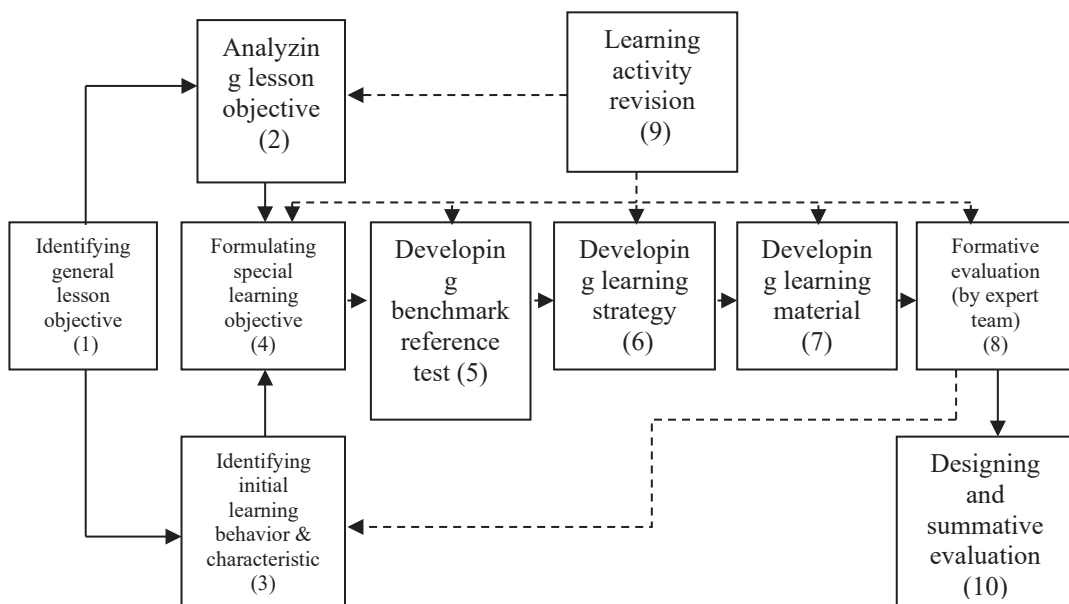 Analyzin
g lesson
objective
(2)
Learning
activity
revision
(9)
Identifying
general
lesson
objective
(1)
Formulating
special
learning
objective
(4)
Developin
g
benchmark
reference
test (5)
Developin
g learning
strategy
(6)
Developin
g learning
material
(7)
Formative
evaluation
(by expert
team)
(8)
Identifying
initial
learning
behavior &
characteristic
(3)
Designing
and
summative
evaluation
(10)